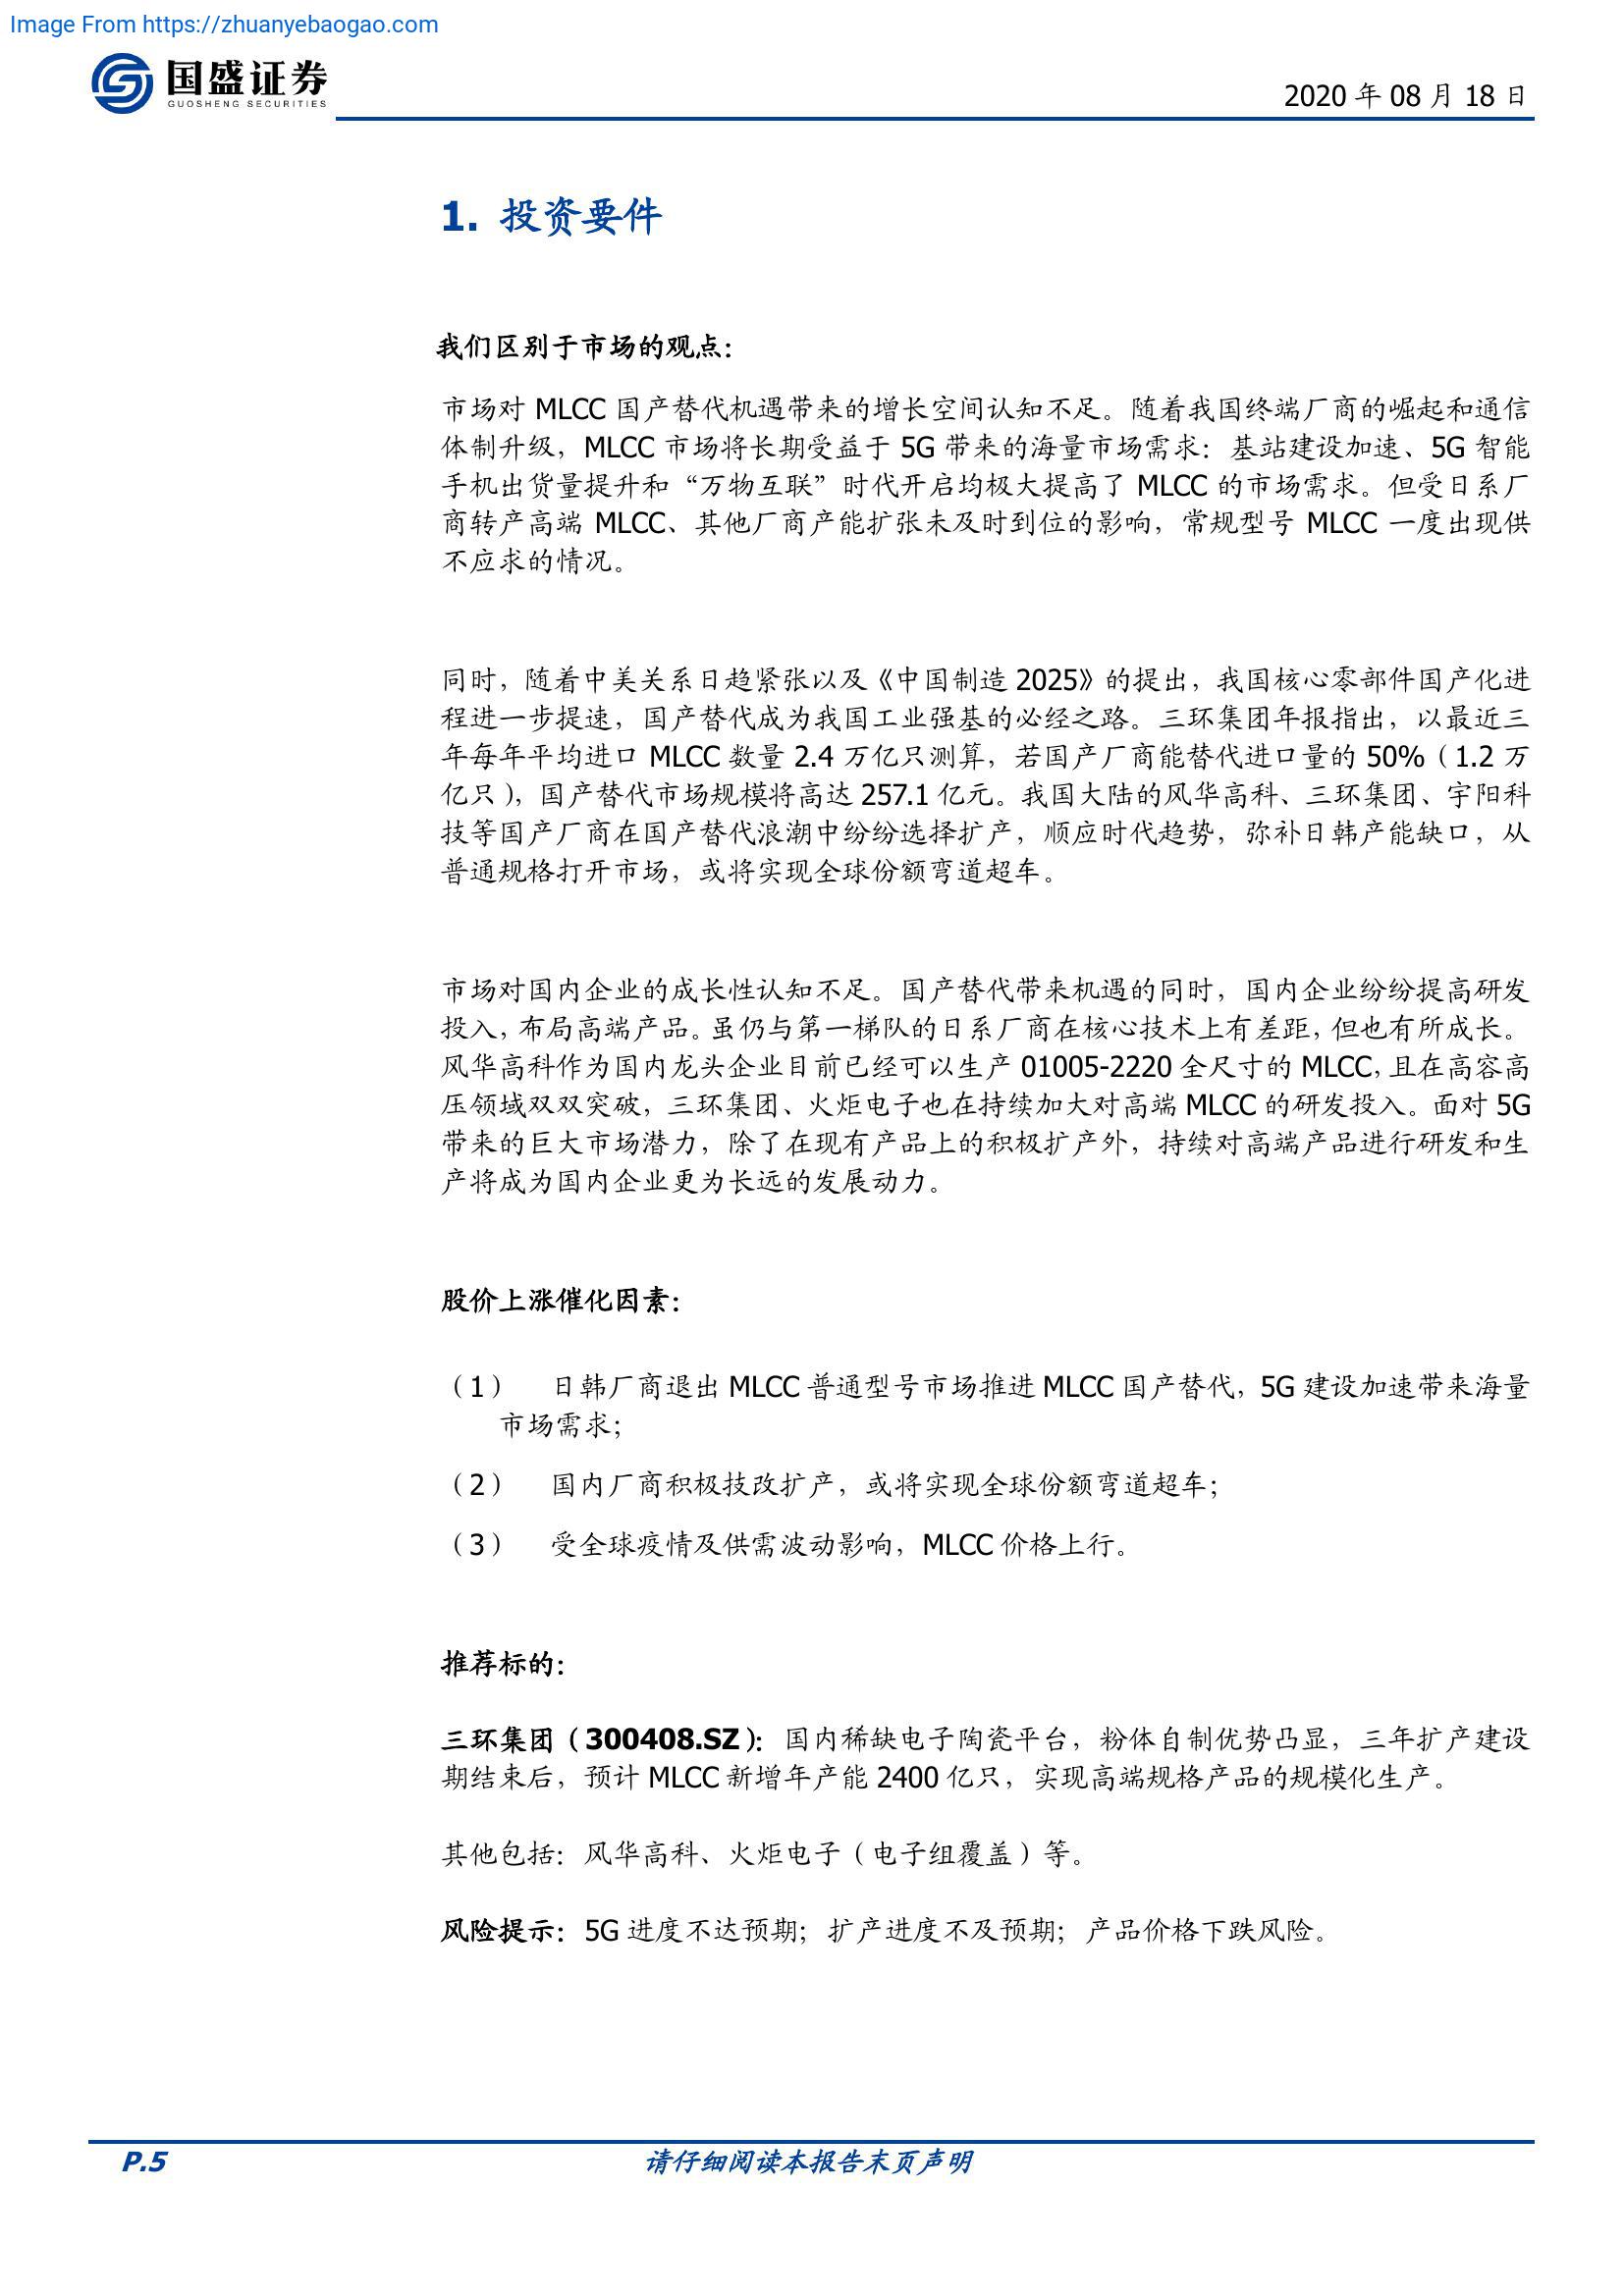 Image From https://zhuanyebaogao.com
国盛证券
GUOSHENG SECURITIES
2020 年 08 月 18 日
1. 投资要件
我们区别于市场的观点：
市场对 MLCC 国产替代机遇带来的增长空间认知不足。随着我国终端厂商的崛起和通信
体制升级，MLCC 市场将长期受益于 5G 带来的海量市场需求：基站建设加速、5G 智能
手机出货量提升和“万物互联”时代开启均极大提高了 MLCC 的市场需求。但受日系厂
商转产高端 MLCC、其他厂商产能扩张未及时到位的影响，常规型号 MLCC 一度出现供
不应求的情况。
同时，随着中美关系日趋紧张以及《中国制造 2025》的提出，我国核心零部件国产化进
程进一步提速，国产替代成为我国工业强基的必经之路。三环集团年报指出，以最近三
年每年平均进口 MLCC 数量 2.4 万亿只测算，若国产厂商能替代进口量的 50%（1.2 万
亿只），国产替代市场规模将高达 257.1 亿元。我国大陆的风华高科、三环集团、宇阳科
技等国产厂商在国产替代浪潮中纷纷选择扩产，顺应时代趋势，弥补日韩产能缺口，从
普通规格打开市场，或将实现全球份额弯道超车。
市场对国内企业的成长性认知不足。国产替代带来机遇的同时，国内企业纷纷提高研发
投入，布局高端产品。虽仍与第一梯队的日系厂商在核心技术上有差距，但也有所成长。
风华高科作为国内龙头企业目前已经可以生产 01005-2220 全尺寸的 MLCC，且在高容高
压领域双双突破，三环集团、火炬电子也在持续加大对高端 MLCC 的研发投入。面对 5G
带来的巨大市场潜力，除了在现有产品上的积极扩产外，持续对高端产品进行研发和生
产将成为国内企业更为长远的发展动力。
股价上涨催化因素：
（1） 日韩厂商退出 MLCC 普通型号市场推进 MLCC 国产替代，5G 建设加速带来海量
市场需求；
（2） 国内厂商积极技改扩产，或将实现全球份额弯道超车；
（3） 受全球疫情及供需波动影响，MLCC 价格上行。
推荐标的：
三环集团（300408.SZ）：国内稀缺电子陶瓷平台，粉体自制优势凸显，三年扩产建设
期结束后，预计 MLCC 新增年产能 2400 亿只，实现高端规格产品的规模化生产。
其他包括：风华高科、火炬电子（电子组覆盖）等。
风险提示：5G 进度不达预期；扩产进度不及预期；产品价格下跌风险。
P.5
请仔细阅读本报告末页声明